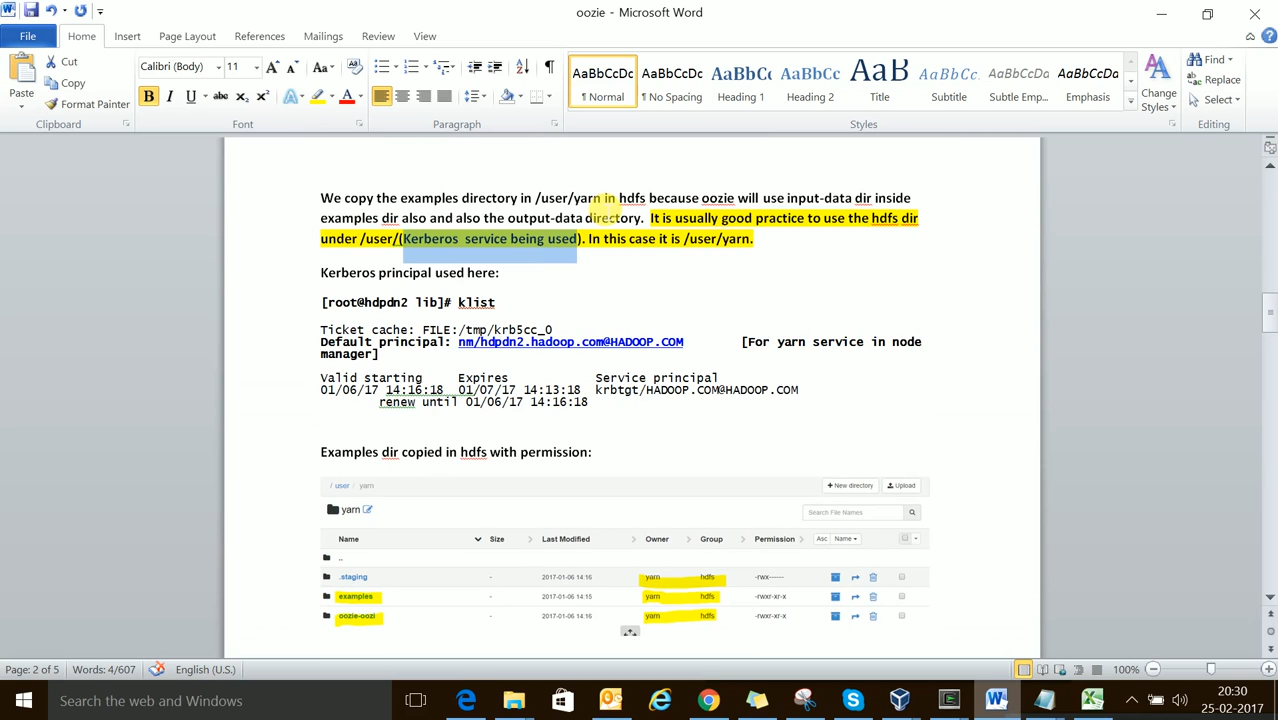 oozie - Microsoft Word
File Home Insert Page Layout References Mailings Review View
Cut
Copy
Format Painter
Paste
Clipboard
Calibri (Body) 11
B I U abc x₂ x²
Font
Paragraph
AaBbCcDc AaBbCcDc AaBbCc AaBbCc AaB AaBbCc. AaBbCcDc AaBbCcDc
¶ Normal ¶ No Spacing Heading 1 Heading 2 Title Subtitle Subtle Emp... Emphasis
Styles
Change Styles
Find
Replace
Select
Editing
We copy the examples directory in /user/yarn in hdfs because oozie will use input-data dir inside
examples dir also and also the output-data directory. It is usually good practice to use the hdfs dir
under /user/(Kerberos service being used). In this case it is /user/yarn.
Kerberos principal used here:
[root@hdpdn2 lib]# klist
Ticket cache: FILE:/tmp/krb5cc_0
Default principal: nm/hdpdn2.hadoop.com@HADOOP.COM [For yarn service in node
manager]
Valid starting Expires Service principal
01/06/17 14:16:18 01/07/17 14:13:18 krbtgt/HADOOP.COM@HADOOP.COM
renew until 01/06/17 14:16:18
Examples dir copied in hdfs with permission:
/ user / yarn
New directory Upload
yarn
Search File Names
Name Size Last Modified Owner Group Permission Asc Name
..
.staging - 2017-01-06 14:16 yarn hdfs -rwx------
examples - 2017-01-06 14:15 yarn hdfs -rwxr-xr-x
oozie-oozi - 2017-01-06 14:16 yarn hdfs -rwxr-xr-x
Page: 2 of 5 Words: 4/607 English (U.S.) 100%
Search the web and Windows
20:30
25-02-2017